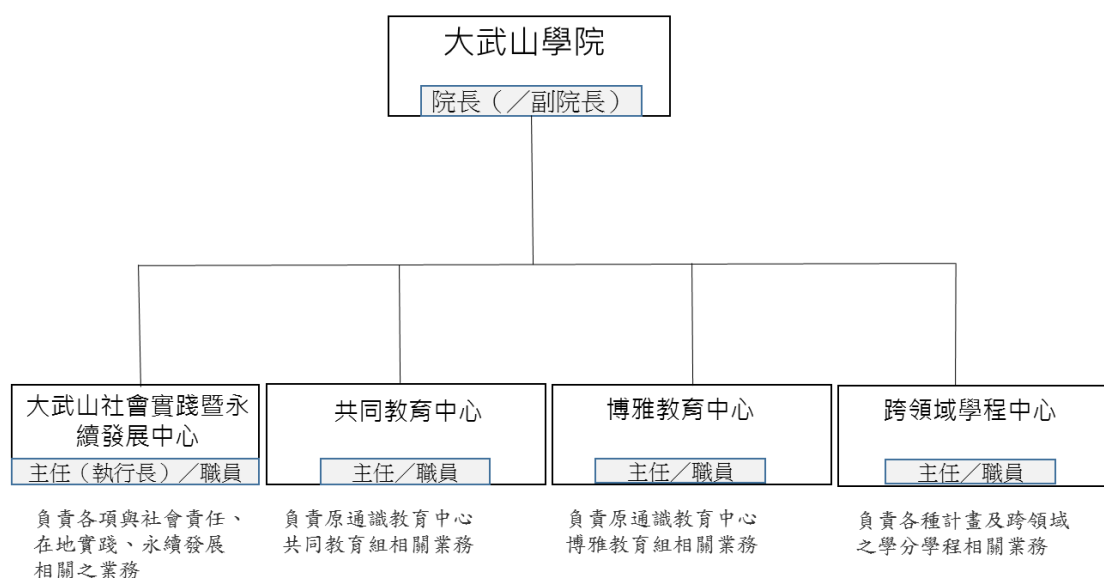 大武山學院
院長（／副院長）
大武山社會實踐暨永
續發展中心
主任（執行長）／職員
負責各項與社會責任、
在地實踐、永續發展
相關之業務
共同教育中心
主任／職員
負責原通識教育中心
共同教育組相關業務
博雅教育中心
主任／職員
負責原通識教育中心
博雅教育組相關業務
跨領域學程中心
主任／職員
負責各種計畫及跨領域
之學分學程相關業務